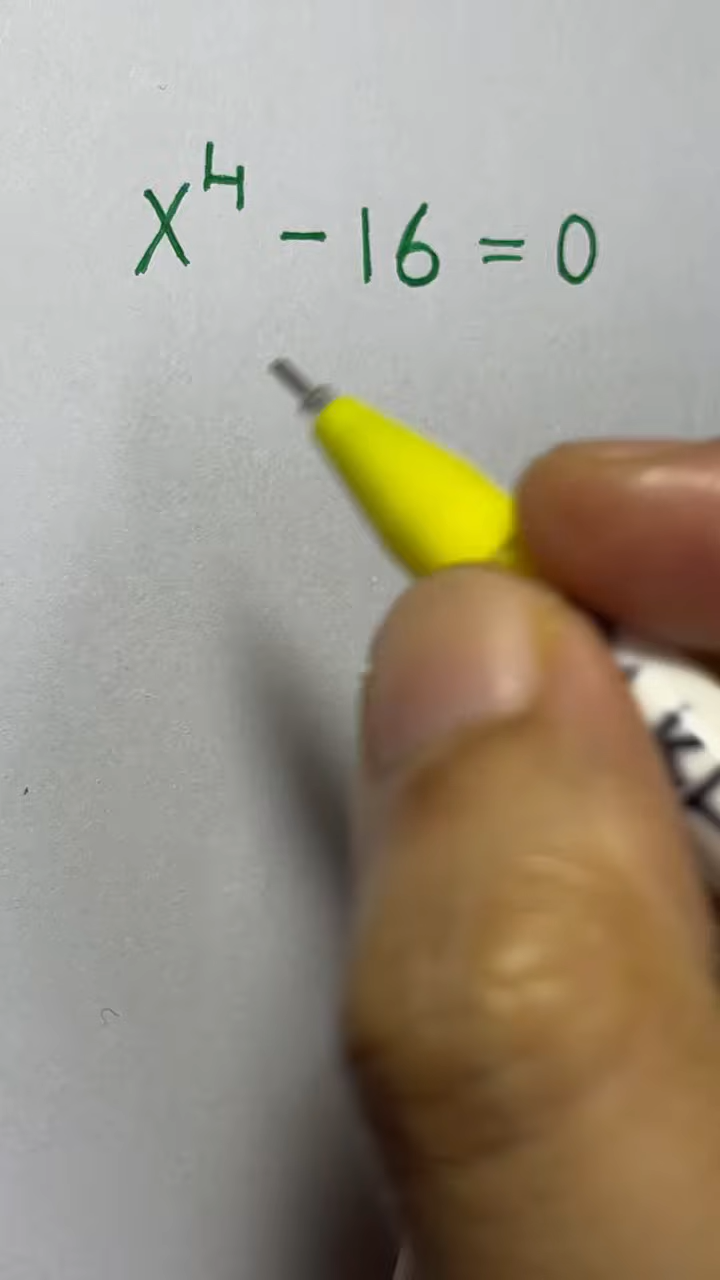 x⁴ - 16 = 0